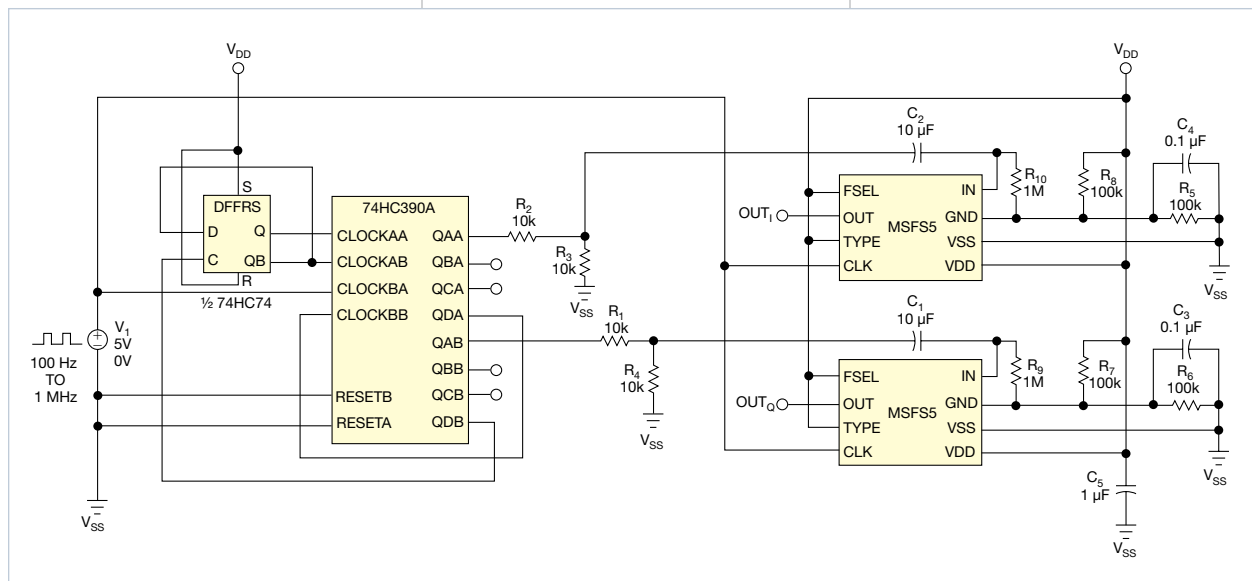 VDD
S
DFFRS
D
Q
C
QB
R
½ 74HC74
V1
5V
0V
100 Hz
TO
1 MHz
VSS
74HC390A
CLOCKAA
CLOCKAB
CLOCKBA
CLOCKBB
RESETB
RESETA
QAA
QBA
QCA
QDA
QAB
QBB
QCB
QDB
R2
10k
R3
10k
VSS
R1
10k
R4
10k
VSS
VDD
C2
10 µF
FSEL
OUT
TYPE
CLK
MSFS5
IN
GND
VSS
VDD
OUTI
R10
1M
R8
100k
C4
0.1 µF
R5
100k
VSS
C1
10 µF
FSEL
OUT
TYPE
CLK
MSFS5
IN
GND
VSS
VDD
OUTQ
R9
1M
R7
100k
C3
0.1 µF
R6
100k
VSS
C5
1 µF
VSS